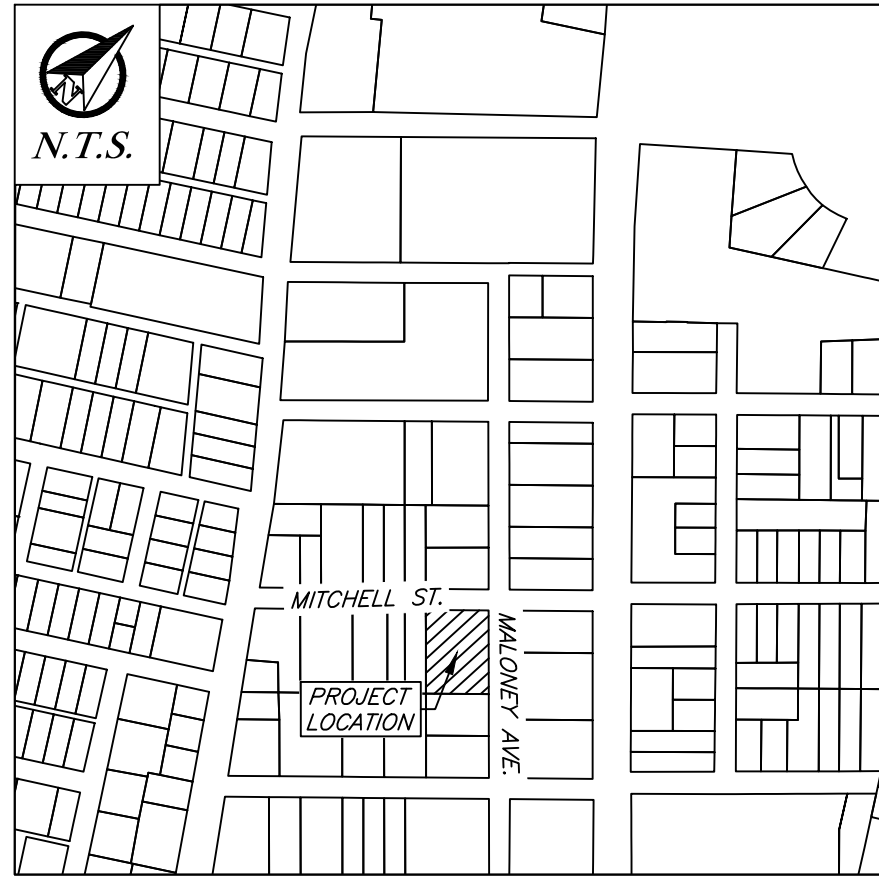 N
N.T.S.
MITCHELL ST.
MALONEY AVE.
PROJECT
LOCATION